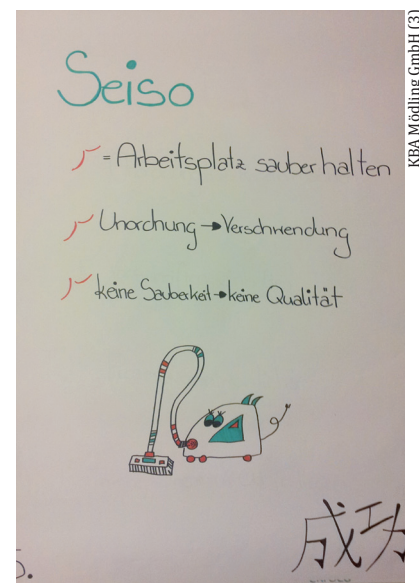 Seiso
= Arbeitsplatz sauber halten
Unordnung → Verschwendung
keine Sauberkeit → keine Qualität
成功
KBA Mödling GmbH (3)